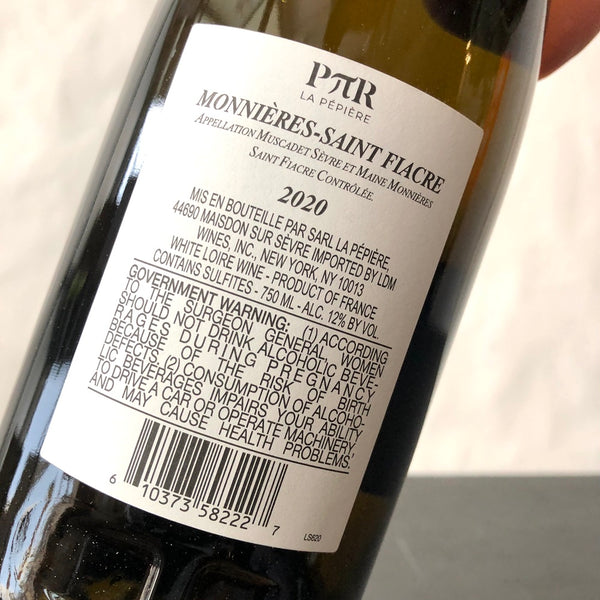 PπR
LA PÉPIÈRE
MONNIÈRES-SAINT FIACRE
APPELLATION MUSCADET SÈVRE ET MAINE MONNIÈRES
SAINT FIACRE CONTRÔLÉE.
2020
MIS EN BOUTEILLE PAR SARL LA PÉPIÈRE,
44690 MAISDON SUR SÈVRE IMPORTED BY LDM
WINES, INC., NEW YORK, NY 10013
WHITE LOIRE WINE - PRODUCT OF FRANCE
CONTAINS SULFITES - 750 ML - ALC. 12% BY VOL.
GOVERNMENT WARNING: (1) ACCORDING
TO THE SURGEON GENERAL, WOMEN
SHOULD NOT DRINK ALCOHOLIC BEVE-
RAGES DURING PREGNANCY
BECAUSE OF THE RISK OF BIRTH
DEFECTS. (2) CONSUMPTION OF ALCOHO-
LIC BEVERAGES IMPAIRS YOUR ABILITY
TO DRIVE A CAR OR OPERATE MACHINERY,
AND MAY CAUSE HEALTH PROBLEMS.
6 10373 58222 7
LS620